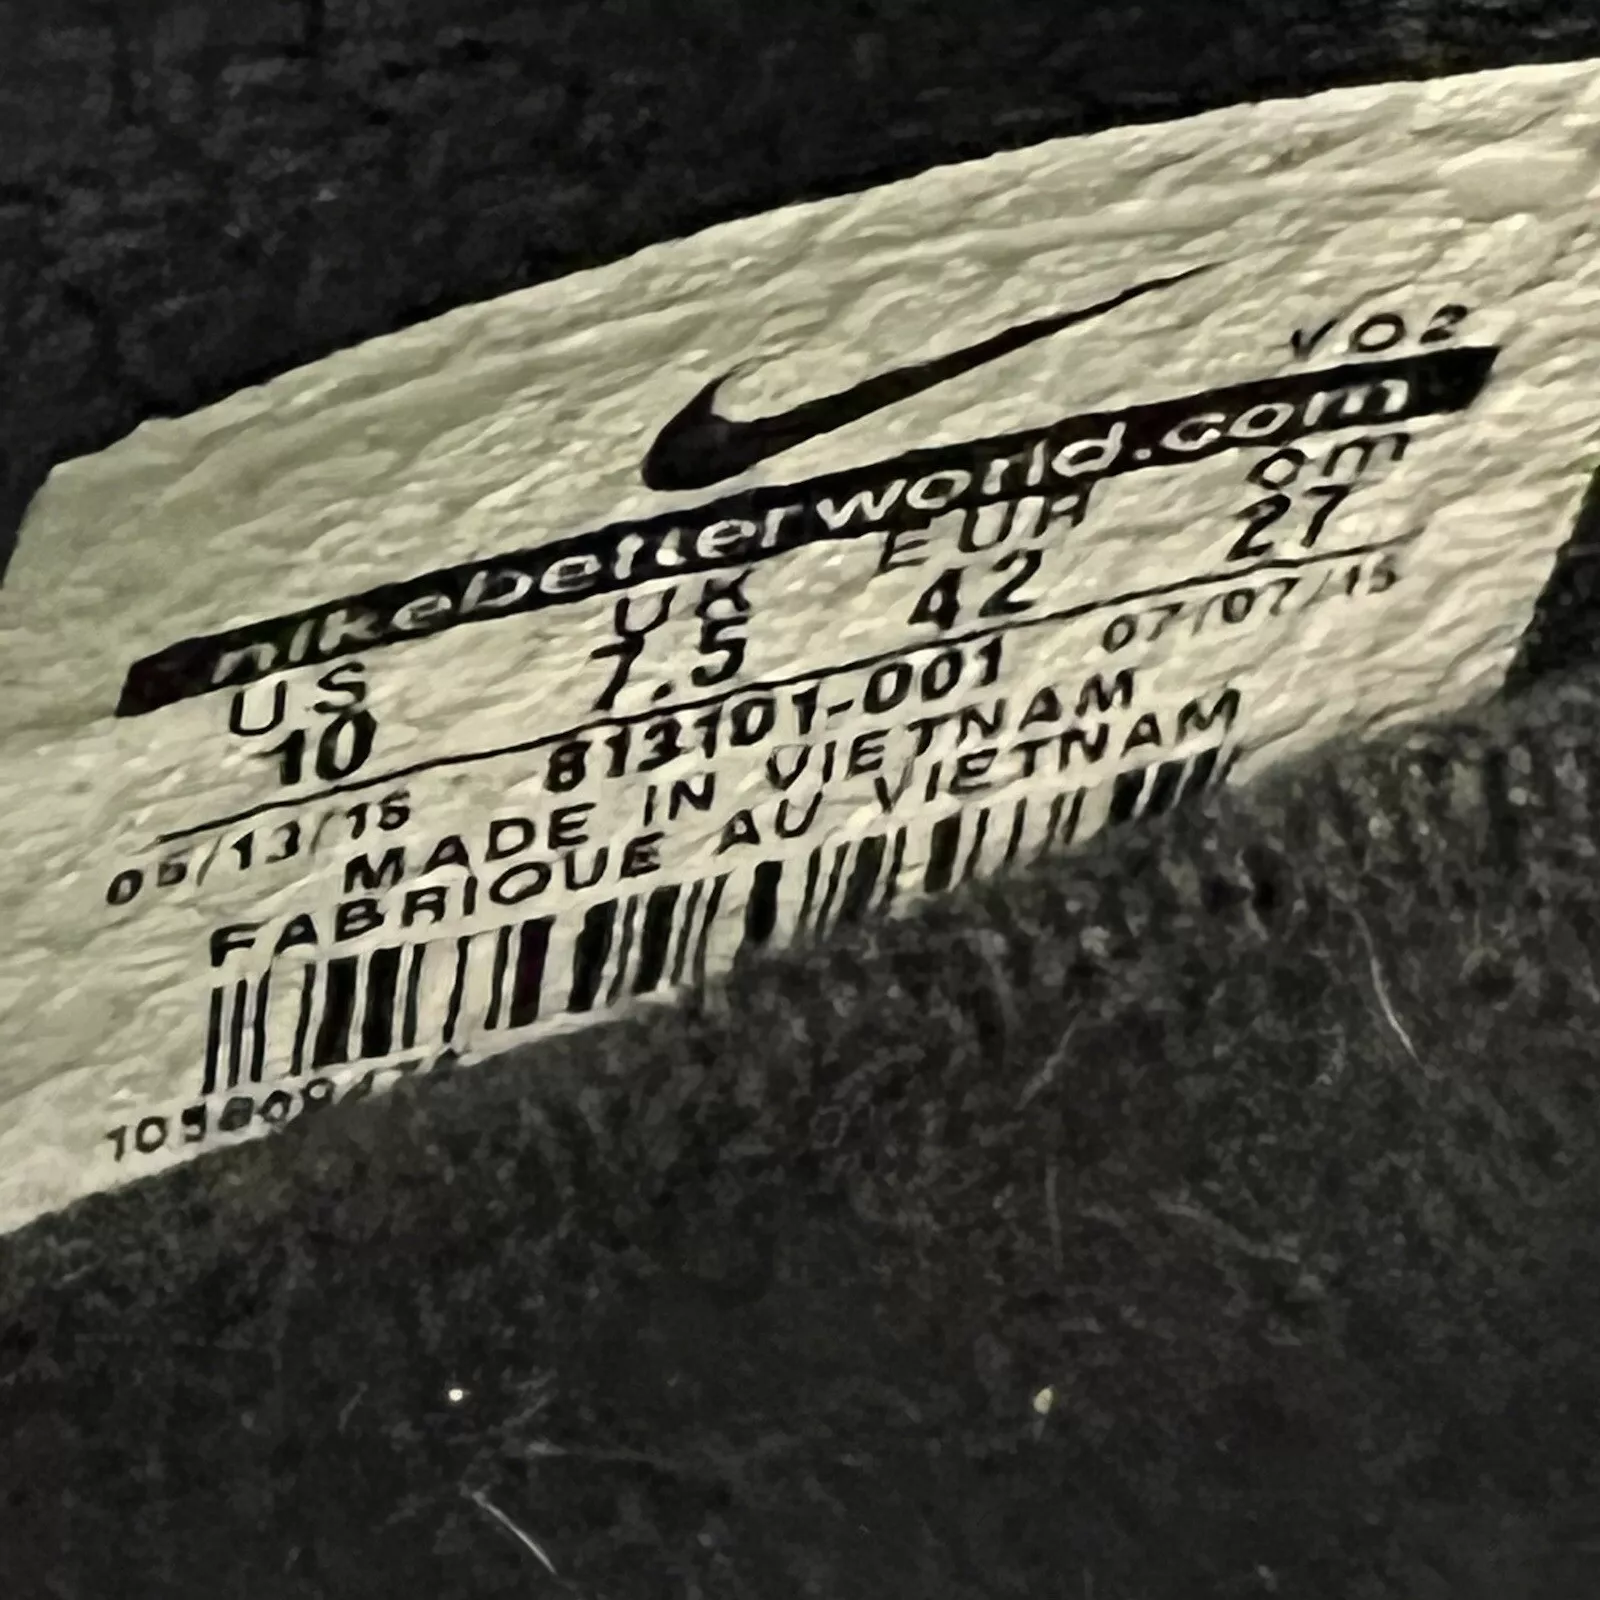 VO2
nikebetterworld.com
US UK EUR cm
10 7.5 42 27
05/13/15 813101-001 07/07/15
MADE IN VIETNAM
FABRIQUE AU VIETNAM